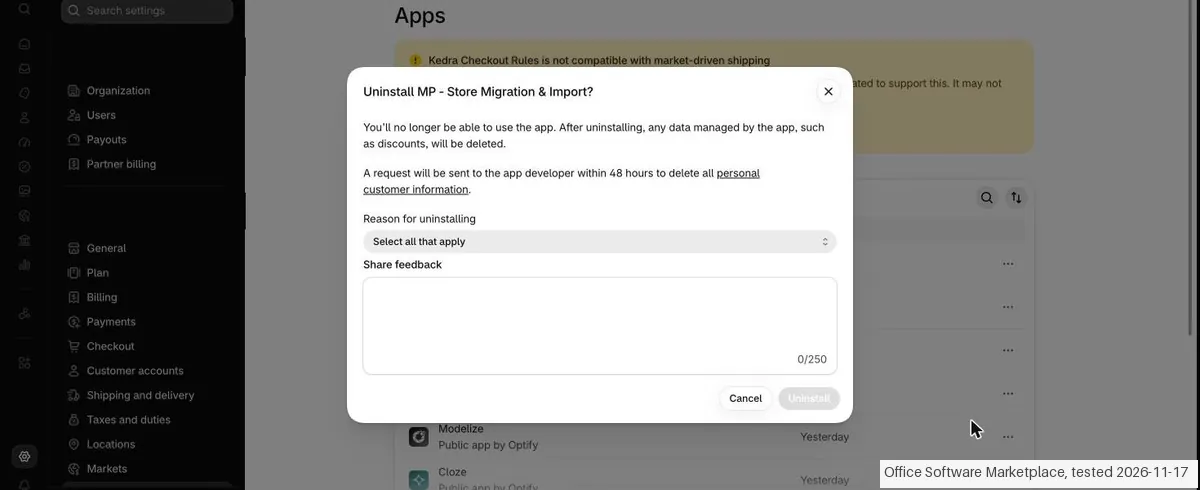 Search settings
Organization
Users
Payouts
Partner billing
General
Plan
Billing
Payments
Checkout
Customer accounts
Shipping and delivery
Taxes and duties
Locations
Markets
Apps
Kedra Checkout Rules is not compatible with market-driven shipping
ated to support this. It may not
Uninstall MP - Store Migration & Import?
You'll no longer be able to use the app. After uninstalling, any data managed by the app, such
as discounts, will be deleted.
A request will be sent to the app developer within 48 hours to delete all personal
customer information.
Reason for uninstalling
Select all that apply
Share feedback
0/250
Cancel
Uninstall
Modelize
Public app by Optify
Yesterday
Cloze
Public app by Optify
Yesterday
Office Software Marketplace, tested 2026-11-17